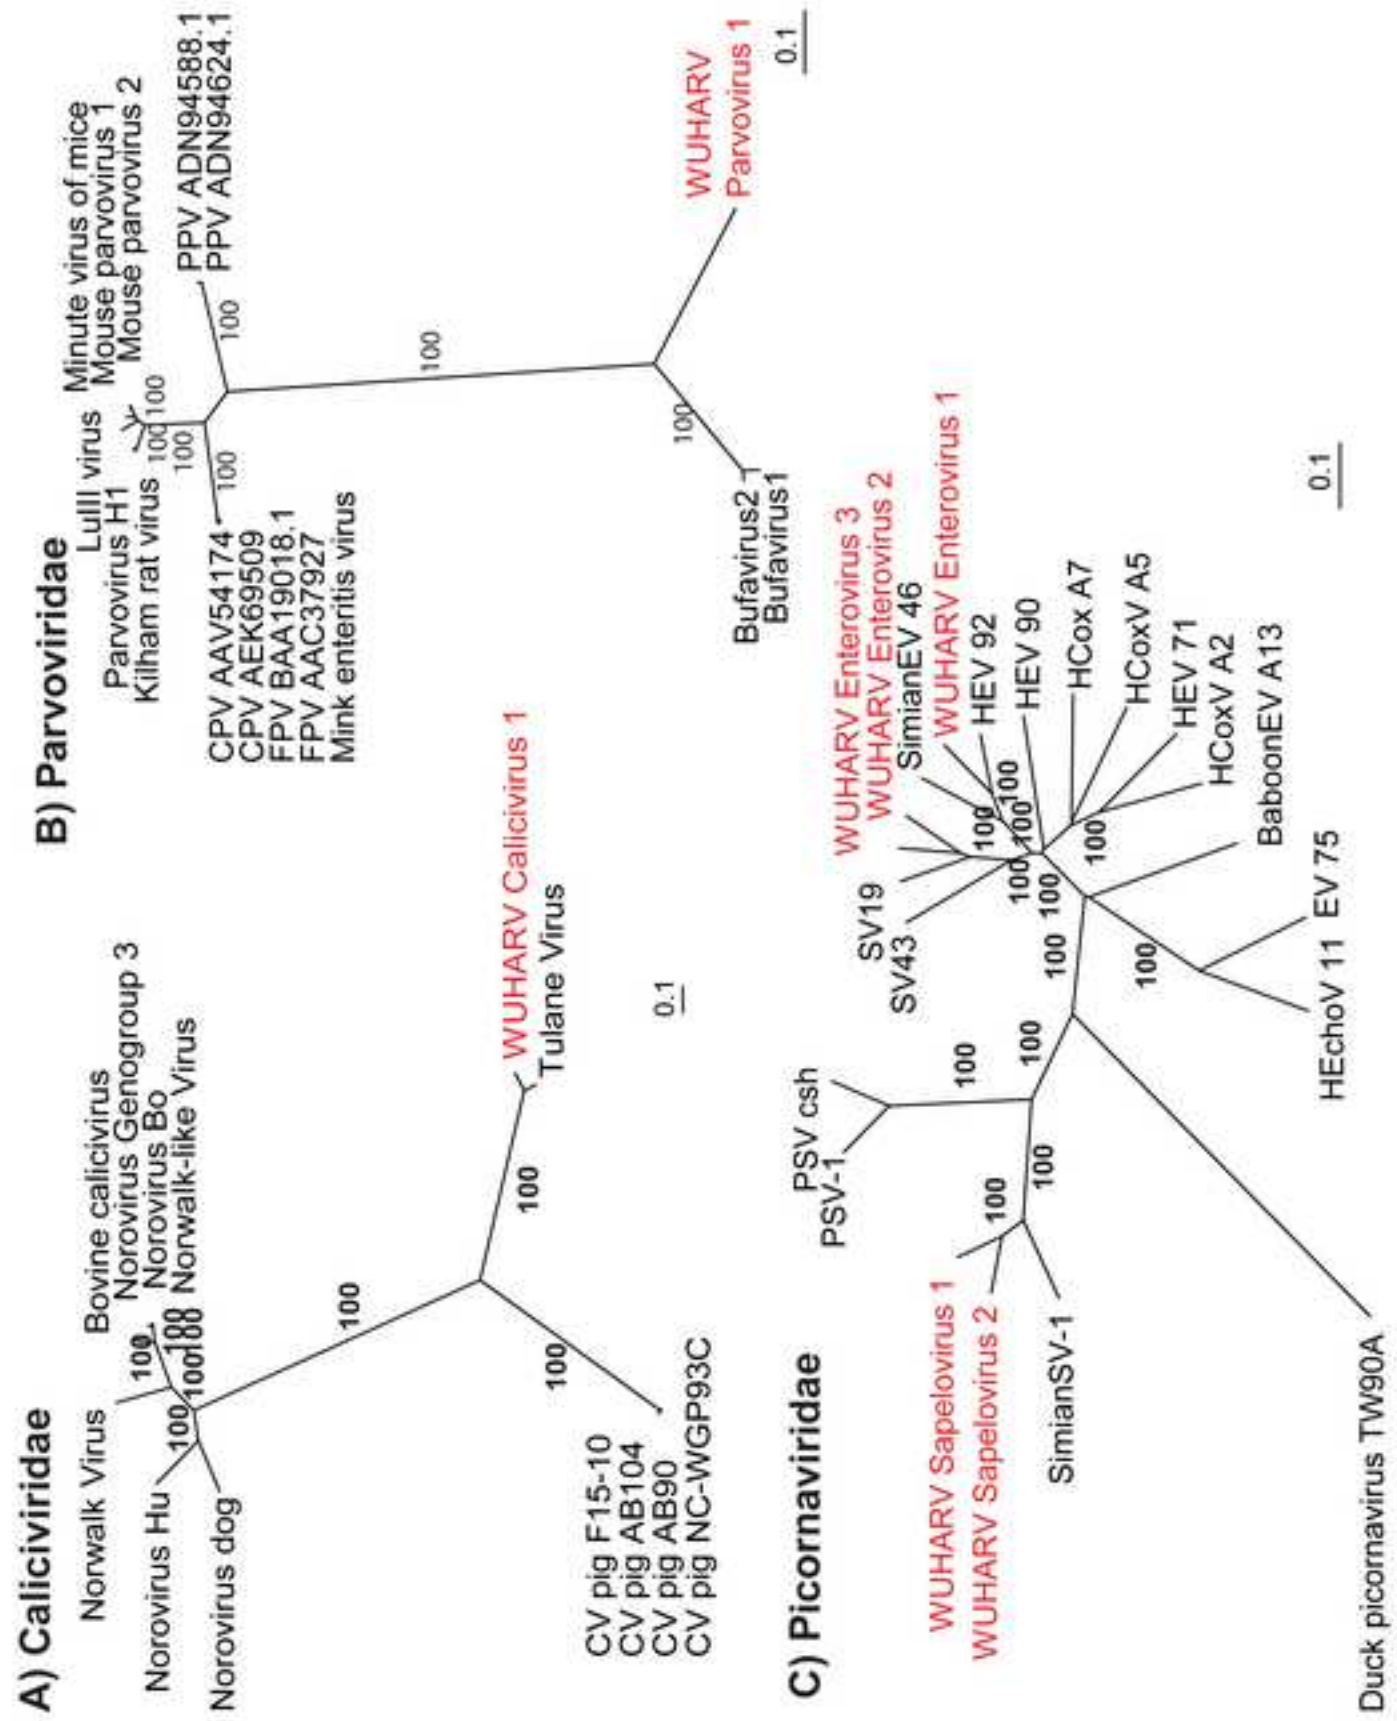 A) Caliciviridae
Norwalk Virus
Bovine calicivirus
Norovirus Genogroup 3
Norovirus Bo
Norwalk-like Virus
Norovirus Hu
Norovirus dog
100
100
100
100
100
100
100
100
WUHARV Calicivirus 1
Tulane Virus
CV pig F15-10
CV pig AB104
CV pig AB90
CV pig NC-WGP93C
0.1
B) Parvoviridae
LuIII virus
Parvovirus H1
Kilham rat virus
Minute virus of mice
Mouse parvovirus 1
Mouse parvovirus 2
PPV ADN94588.1
PPV ADN94624.1
100
100
100
100
100
100
100
CPV AAV54174
CPV AEK69509
FPV BAA19018.1
FPV AAC37927
Mink enteritis virus
Bufavirus2
Bufavirus1
WUHARV
Parvovirus 1
0.1
C) Picornaviridae
PSV csh
PSV-1
SV19
SV43
WUHARV Enterovirus 3
WUHARV Enterovirus 2
SimianEV 46
WUHARV Enterovirus 1
HEV 92
HEV 90
HCox A7
HCoxV A5
HEV 71
HCoxV A2
BaboonEV A13
EV 75
HEchoV 11
WUHARV Sapelovirus 1
WUHARV Sapelovirus 2
SimianSV-1
Duck picornavirus TW90A
100
100
100
100
100
100
100
100
100
100
100
100
0.1